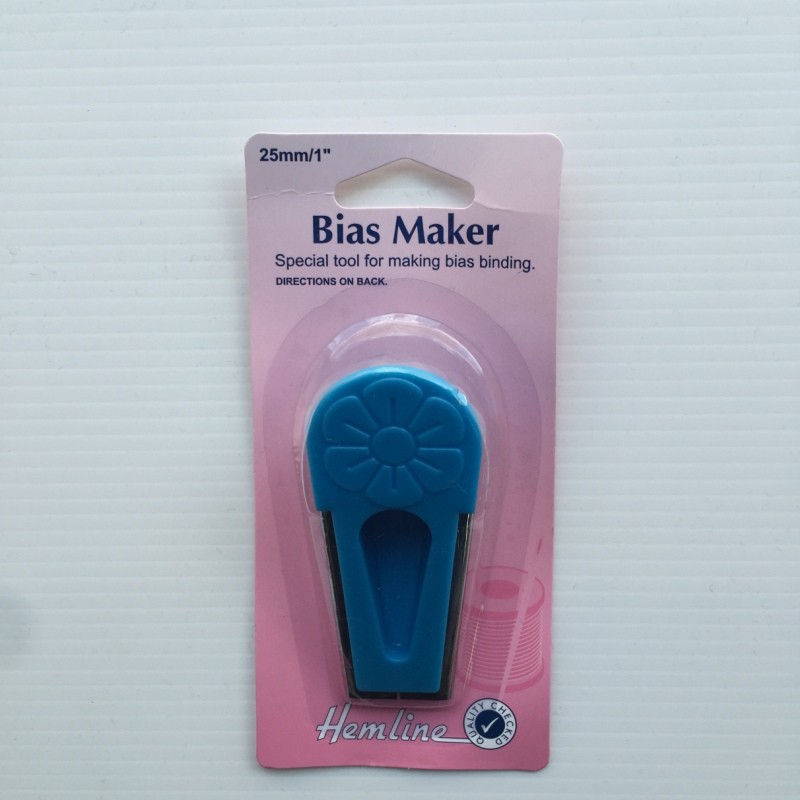 25mm/1"
Bias Maker
Special tool for making bias binding.
DIRECTIONS ON BACK.
Hemline
QUALITY CHECKED